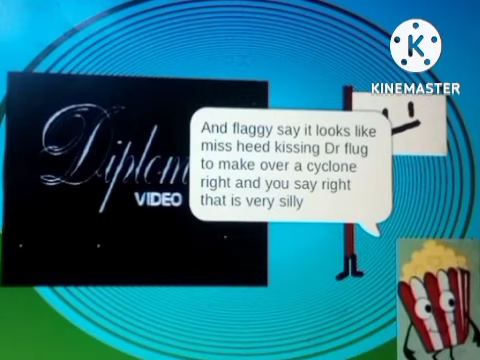 KINEMASTER
And flaggy say it looks like
miss heed kissing Dr flug
to make over a cyclone
right and you say right
that is very silly
Diplom
VIDEO